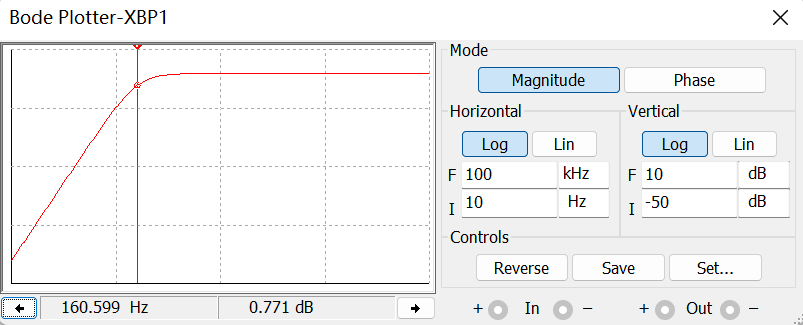 Bode Plotter-XBP1
Mode
Magnitude Phase
Horizontal Vertical
Log Lin Log Lin
F 100 kHz F 10 dB
I 10 Hz I -50 dB
Controls
Reverse Save Set...
160.599 Hz 0.771 dB + In − + Out −